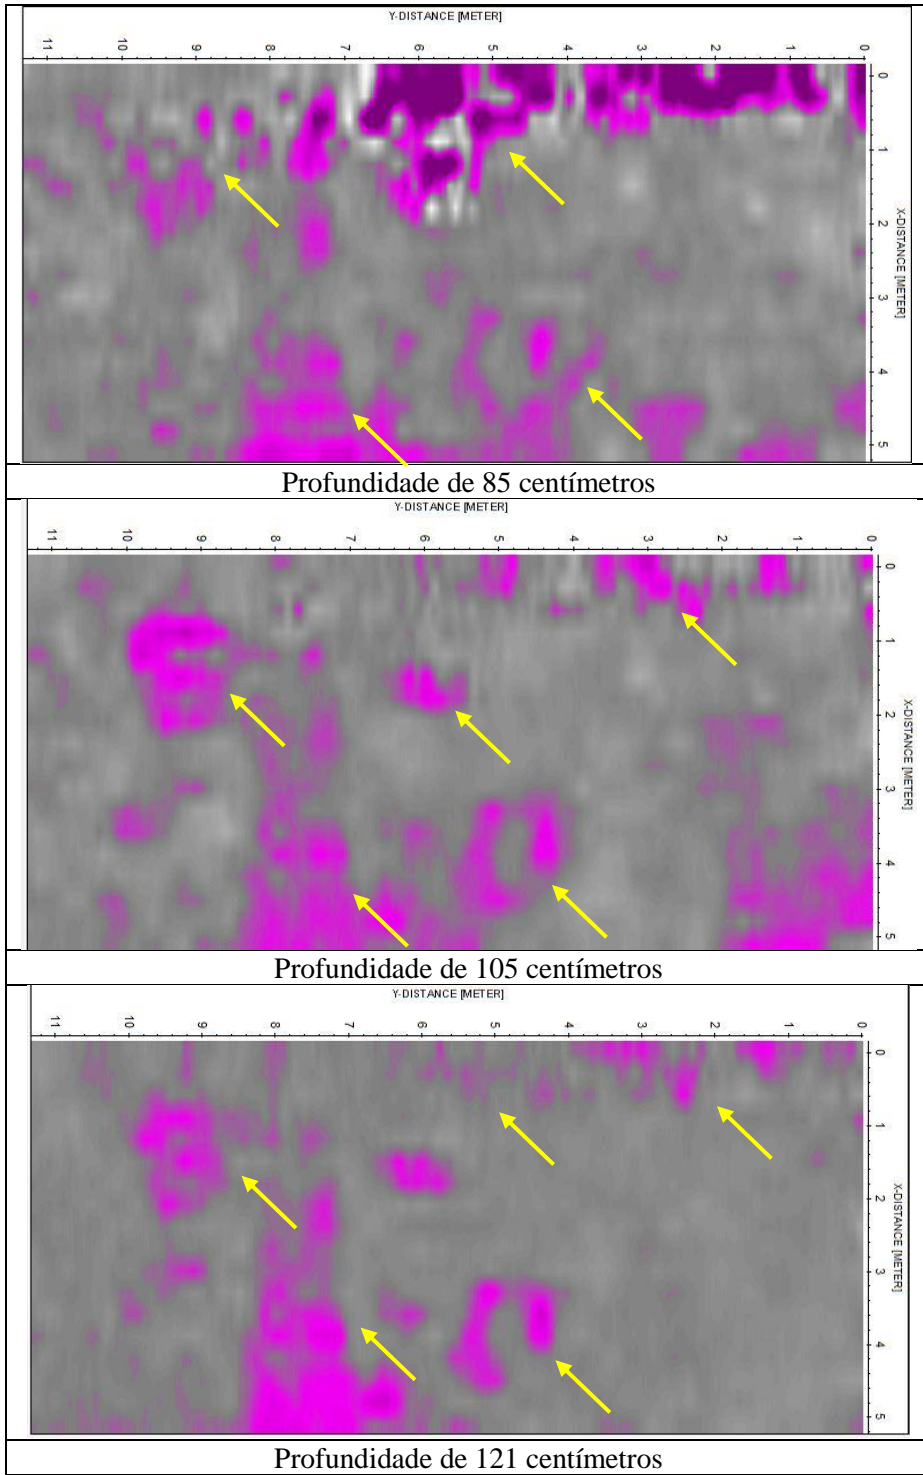 Y-DISTANCE [METER]
11 10 9 8 7 6 5 4 3 2 1 0
0
1
2
3
4
5
X-DISTANCE [METER]
Profundidade de 85 centímetros
Y-DISTANCE [METER]
11 10 9 8 7 6 5 4 3 2 1 0
0
1
2
3
4
5
X-DISTANCE [METER]
Profundidade de 105 centímetros
Y-DISTANCE [METER]
11 10 9 8 7 6 5 4 3 2 1 0
0
1
2
3
4
5
X-DISTANCE [METER]
Profundidade de 121 centímetros